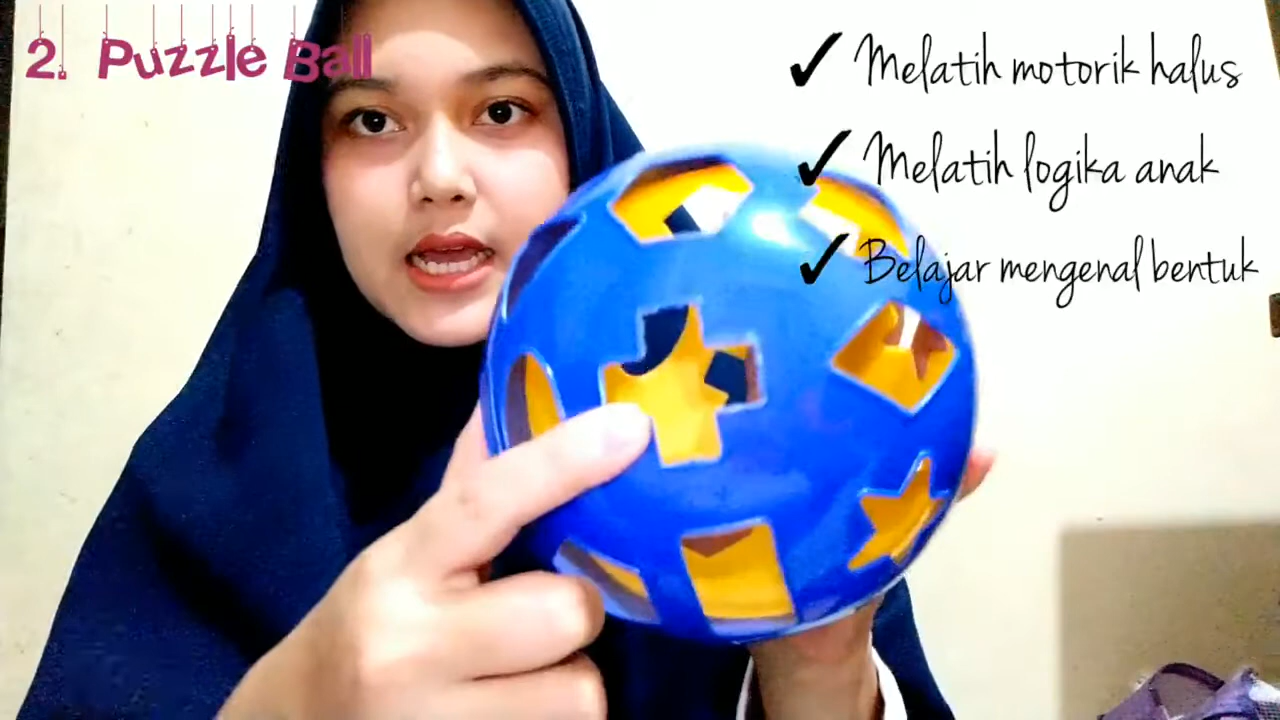 2. Puzzle Ball
✓ Melatih motorik halus
✓ Melatih logika anak
✓ Belajar mengenal bentuk